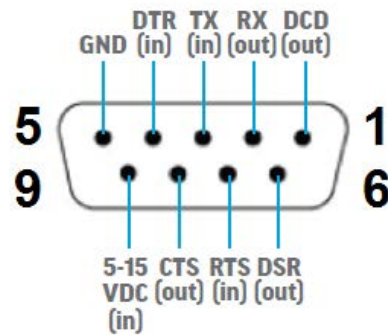 DTR TX RX DCD
GND (in) (in) (out) (out)
5 1
9 6
5-15 CTS RTS DSR
VDC (out) (in) (out)
(in)